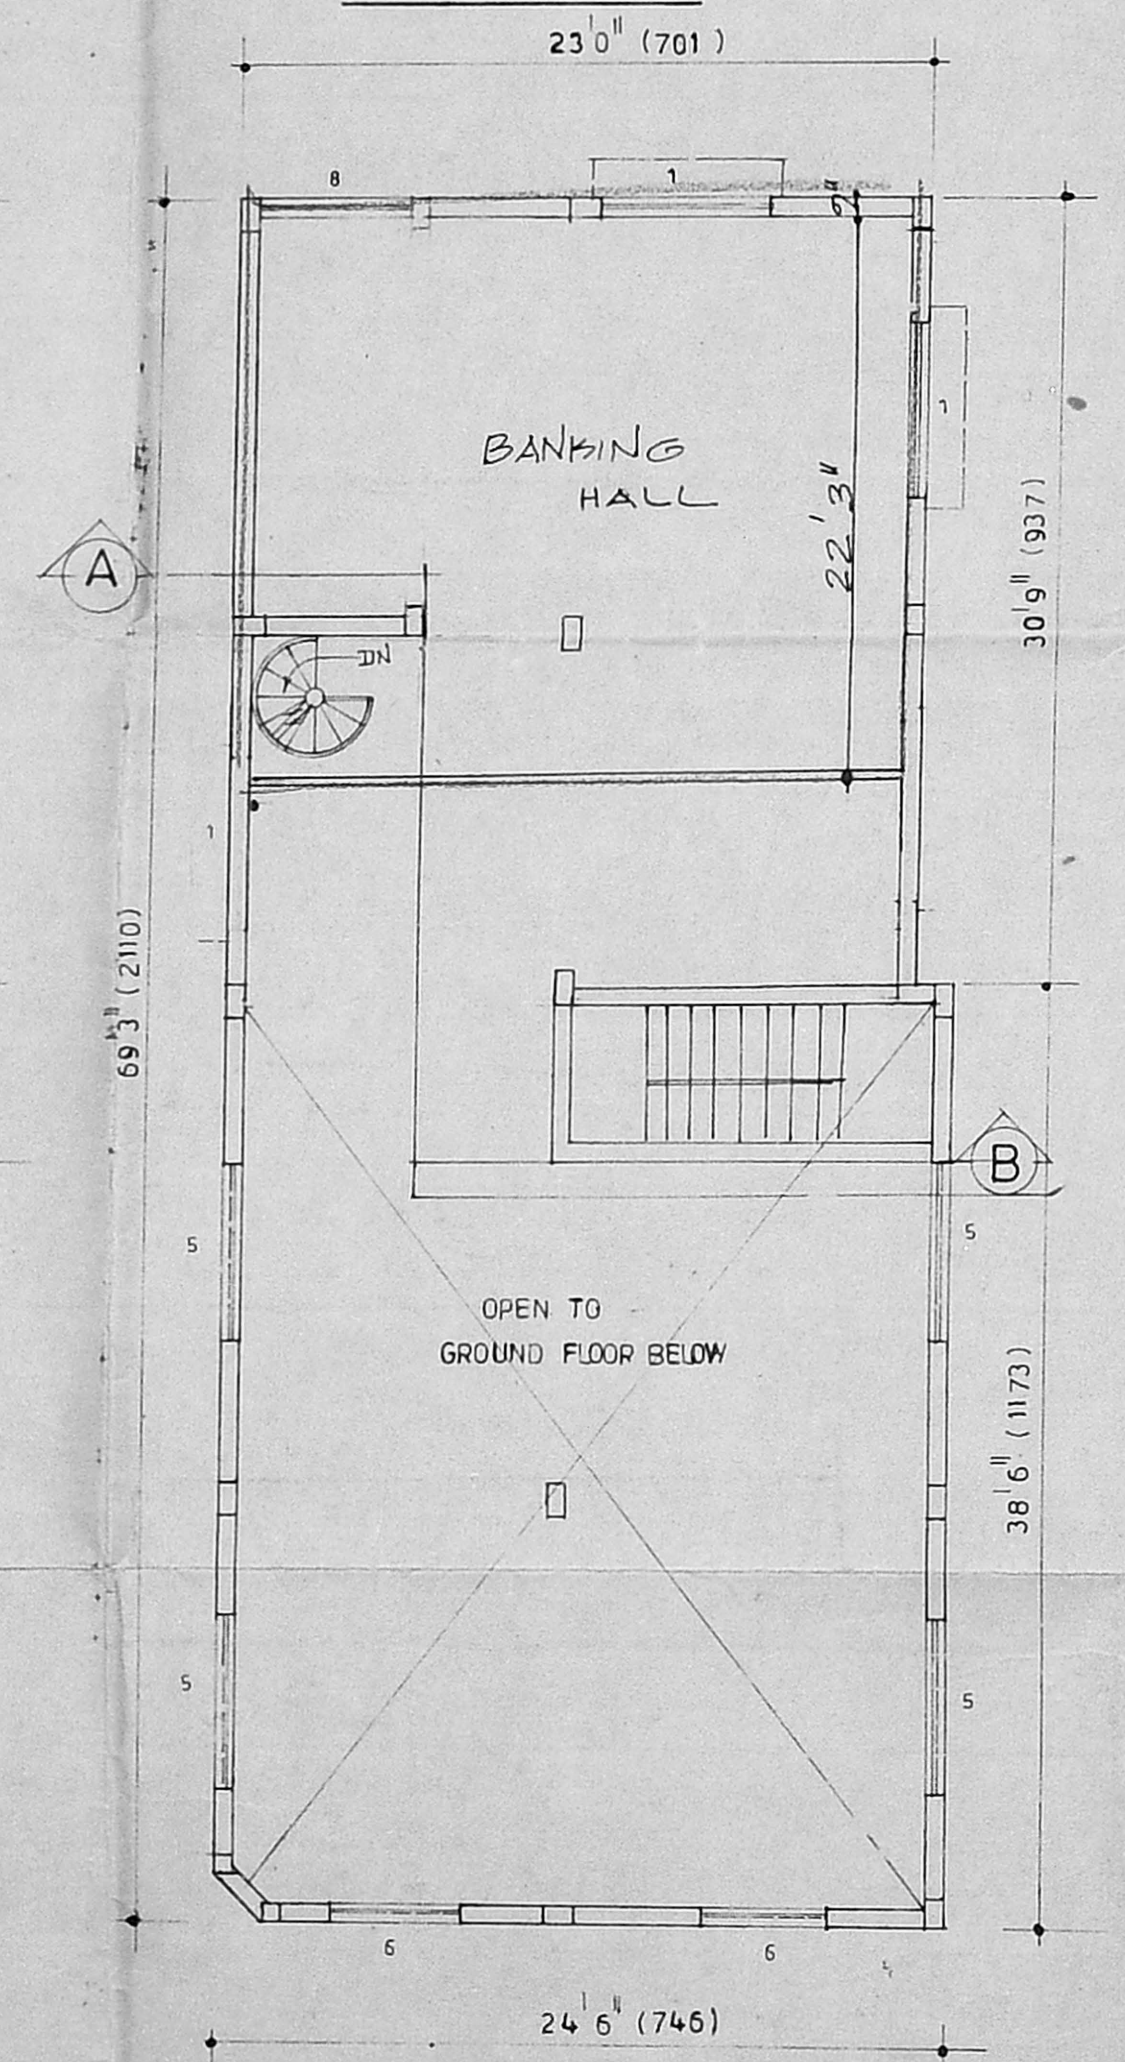 23'0" (701)
8
1
2"
1
BANKING
HALL
22'3"
30'9" (937)
A
DN
1
69'3" (2110)
B
5
5
OPEN TO
GROUND FLOOR BELOW
38'6" (1173)
5
5
6
6
24'6" (746)